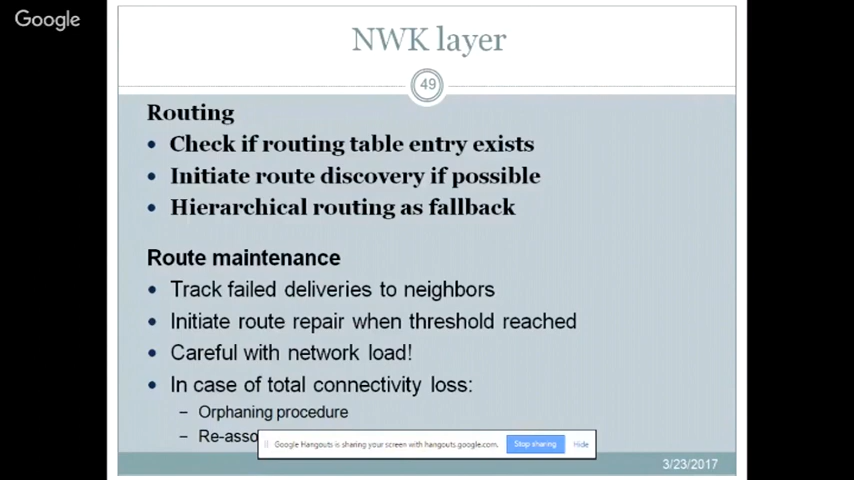 Google
NWK layer
49
Routing
• Check if routing table entry exists
• Initiate route discovery if possible
• Hierarchical routing as fallback
Route maintenance
• Track failed deliveries to neighbors
• Initiate route repair when threshold reached
• Careful with network load!
• In case of total connectivity loss:
– Orphaning procedure
– Re-asso
Google Hangouts is sharing your screen with hangouts.google.com.
Stop sharing
Hide
3/23/2017